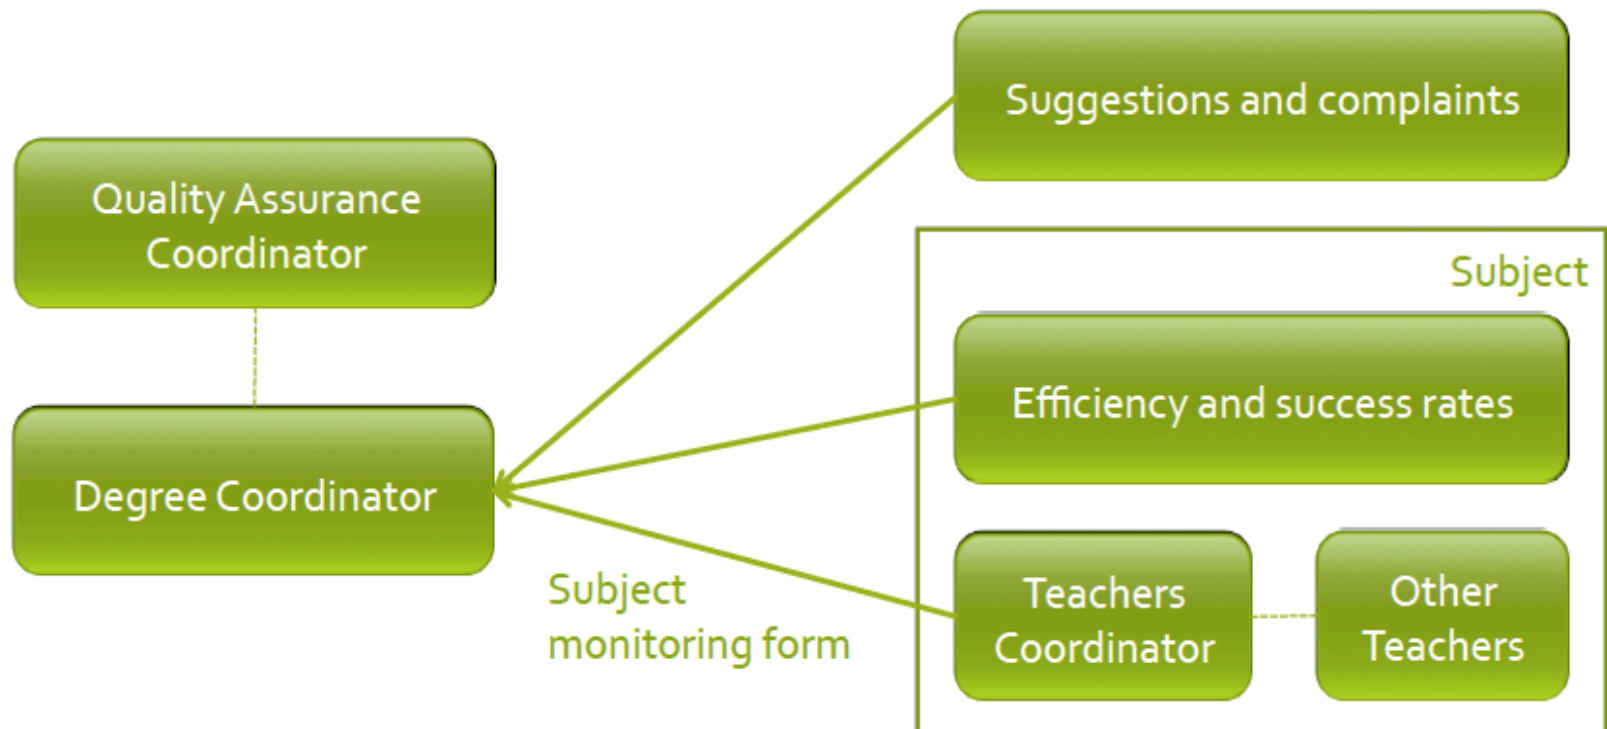 Suggestions and complaints
Quality Assurance
Coordinator
Subject
Efficiency and success rates
Degree Coordinator
Subject
monitoring form
Teachers
Coordinator
Other
Teachers